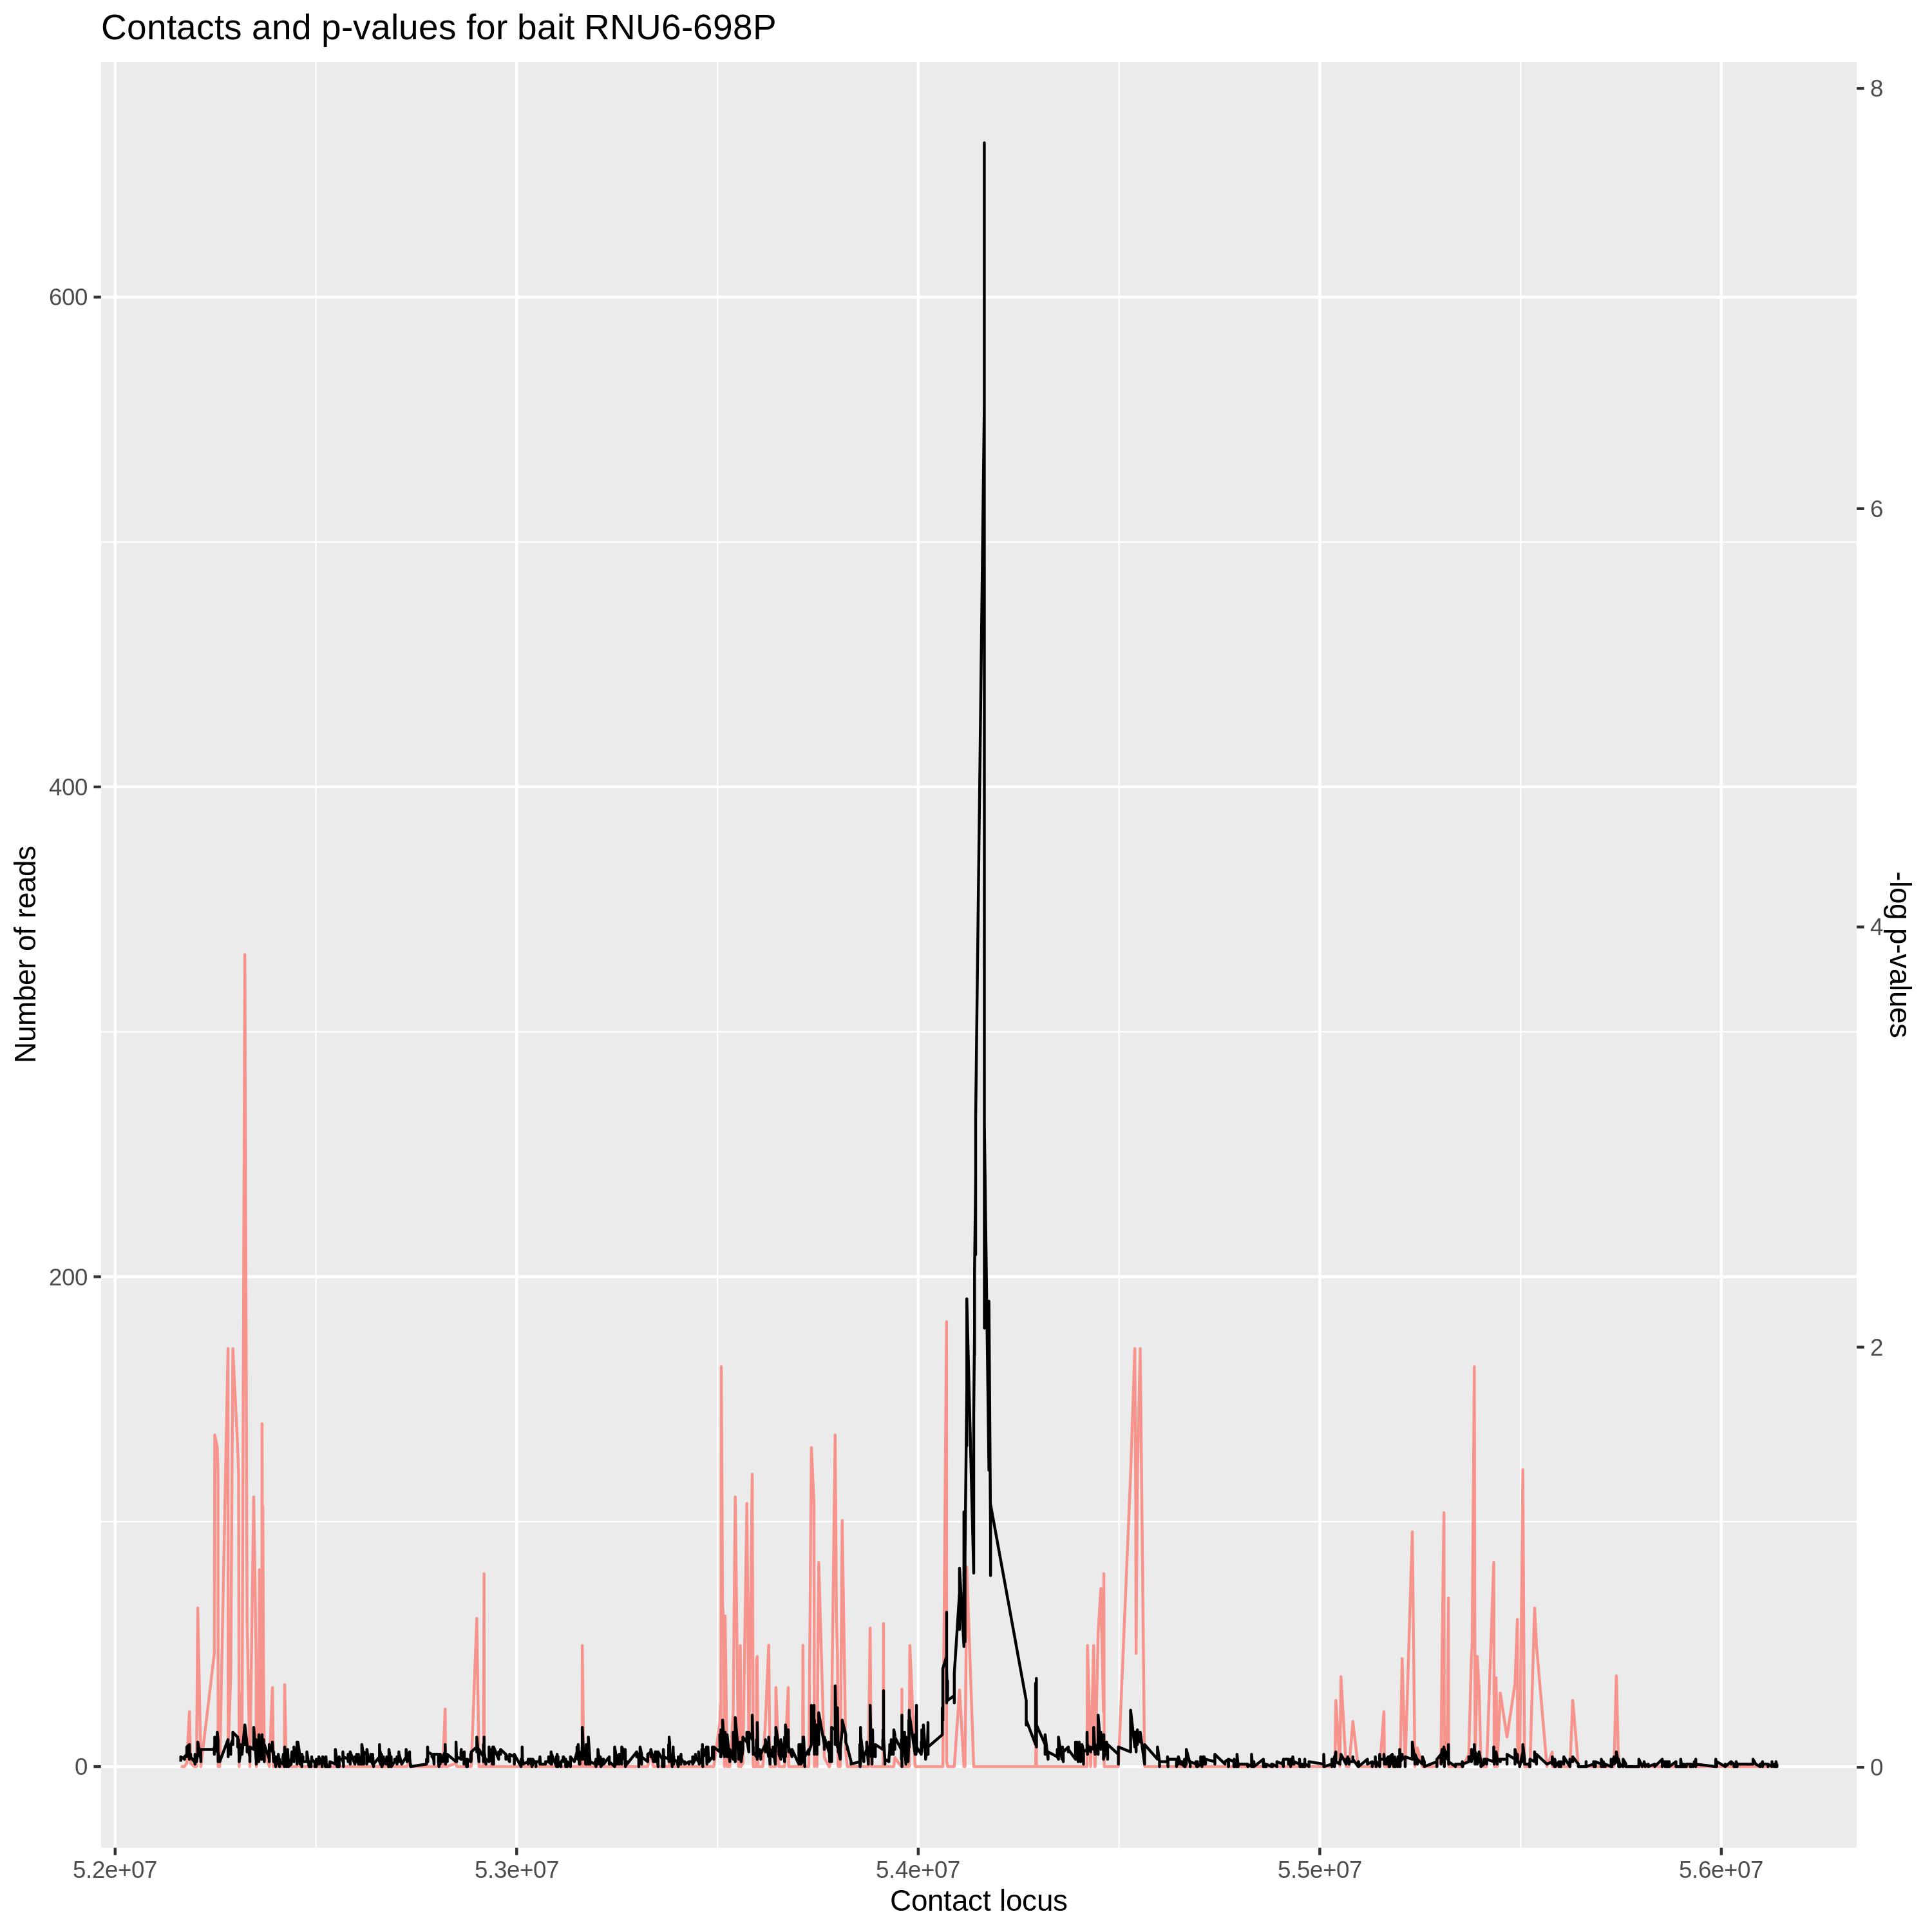 Contacts and p-values for bait RNU6-698P
8
600
6
400
Number of reads
4
-log p-values
200
2
0
0
5.2e+07
5.3e+07
5.4e+07
5.5e+07
5.6e+07
Contact locus